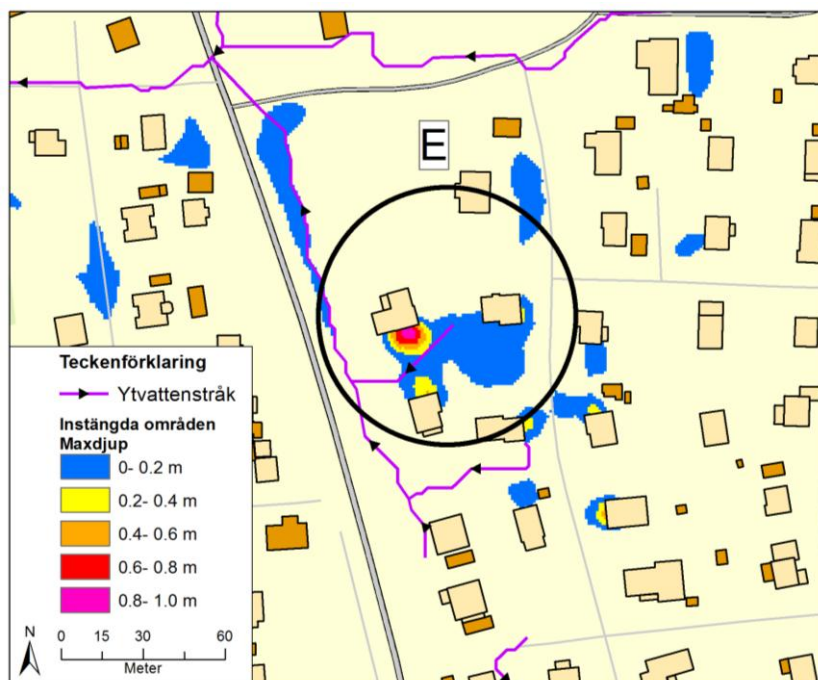 E
Teckenförklaring
Ytvattenstråk
Instängda områden
Maxdjup
0- 0.2 m
0.2- 0.4 m
0.4- 0.6 m
0.6- 0.8 m
0.8- 1.0 m
N
0 15 30 60
Meter